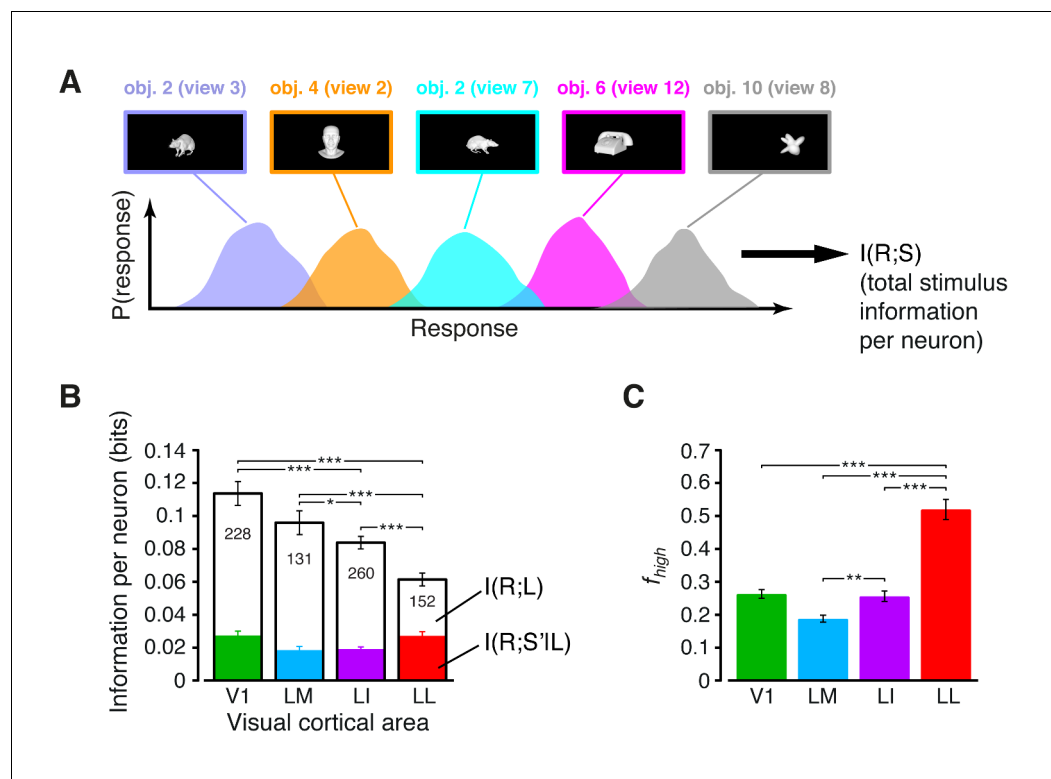 A
obj. 2 (view 3) obj. 4 (view 2) obj. 2 (view 7) obj. 6 (view 12) obj. 10 (view 8)
P(response)
Response
I(R;S)
(total stimulus
information
per neuron)
B
Information per neuron (bits)
0.14
0.12
0.1
0.08
0.06
0.04
0.02
0
***
***
***
*
***
228
131
260
152
I(R;L)
I(R;S'|L)
V1 LM LI LL
Visual cortical area
C
fhigh
0.7
0.6
0.5
0.4
0.3
0.2
0.1
0
***
***
***
**
V1 LM LI LL